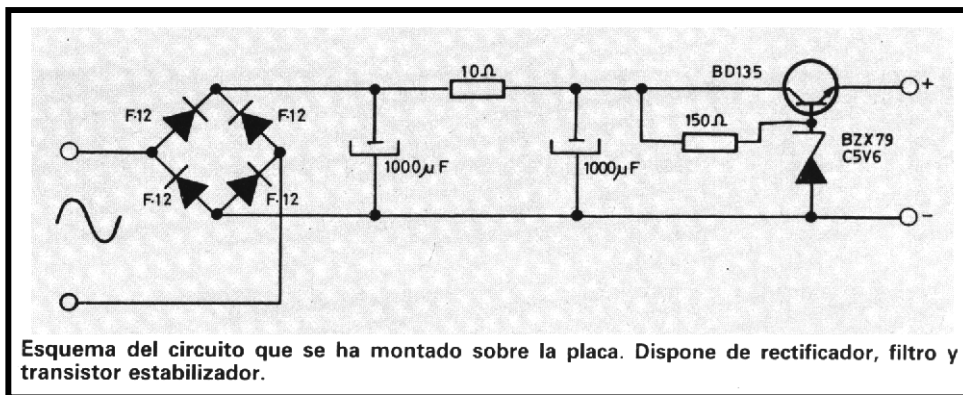 10Ω
BD135
F-12
F-12
150Ω
BZX79
C5V6
1000µF
1000µF
F-12
F-12
+
−
Esquema del circuito que se ha montado sobre la placa. Dispone de rectificador, filtro y
transistor estabilizador.